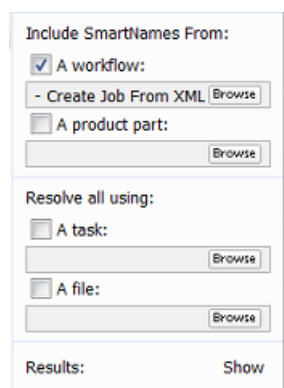 Include SmartNames From:
A workflow:
- Create Job From XML Browse
A product part:
Browse
Resolve all using:
A task:
Browse
A file:
Browse
Results: Show